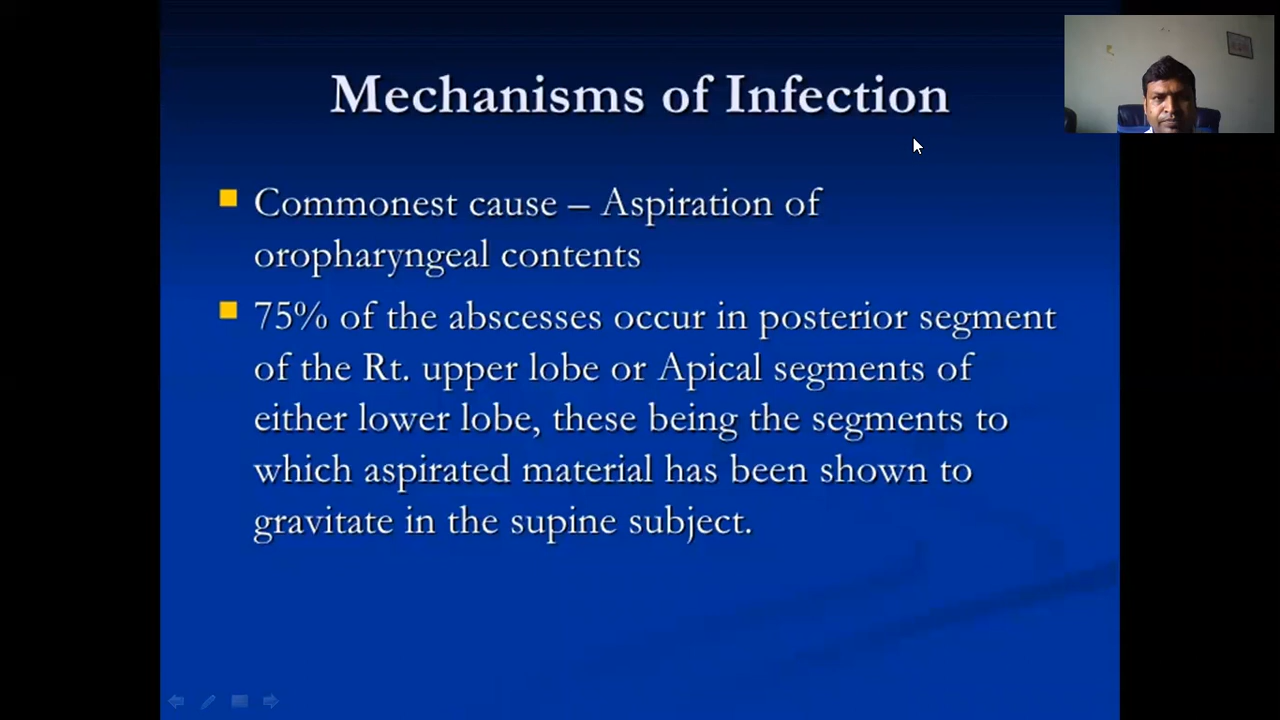 Mechanisms of Infection
Commonest cause – Aspiration of
oropharyngeal contents
75% of the abscesses occur in posterior segment
of the Rt. upper lobe or Apical segments of
either lower lobe, these being the segments to
which aspirated material has been shown to
gravitate in the supine subject.